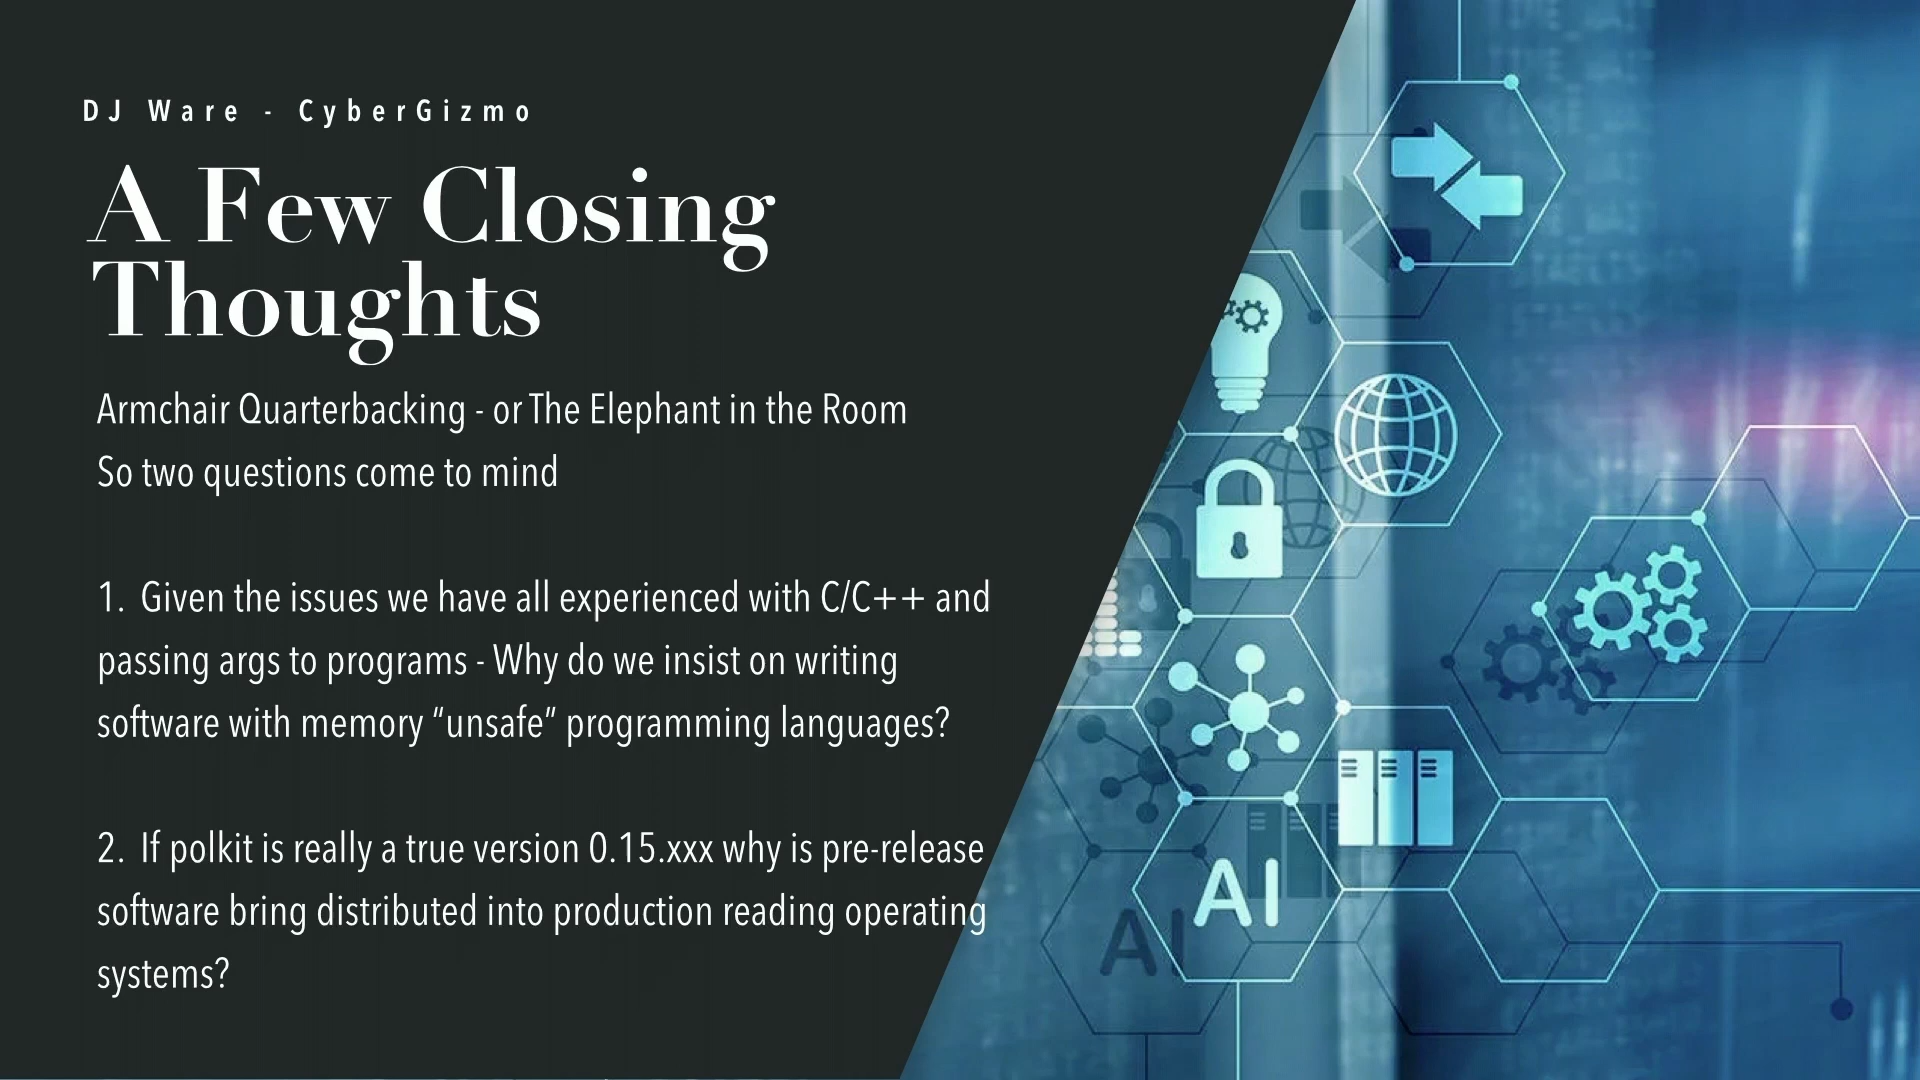 DJ Ware - CyberGizmo
A Few Closing
Thoughts
Armchair Quarterbacking - or The Elephant in the Room
So two questions come to mind
1. Given the issues we have all experienced with C/C++ and
passing args to programs - Why do we insist on writing
software with memory “unsafe” programming languages?
2. If polkit is really a true version 0.15.xxx why is pre-release
software bring distributed into production reading operating
systems?
AI
AI